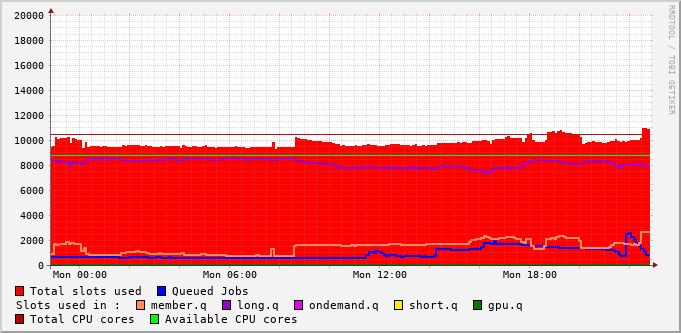 20000
18000
16000
14000
12000
10000
8000
6000
4000
2000
0
Mon 00:00 Mon 06:00 Mon 12:00 Mon 18:00
Total slots used Queued Jobs
Slots used in : member.q long.q ondemand.q short.q gpu.q
Total CPU cores Available CPU cores
RRDTOOL / TOBI OETIKER